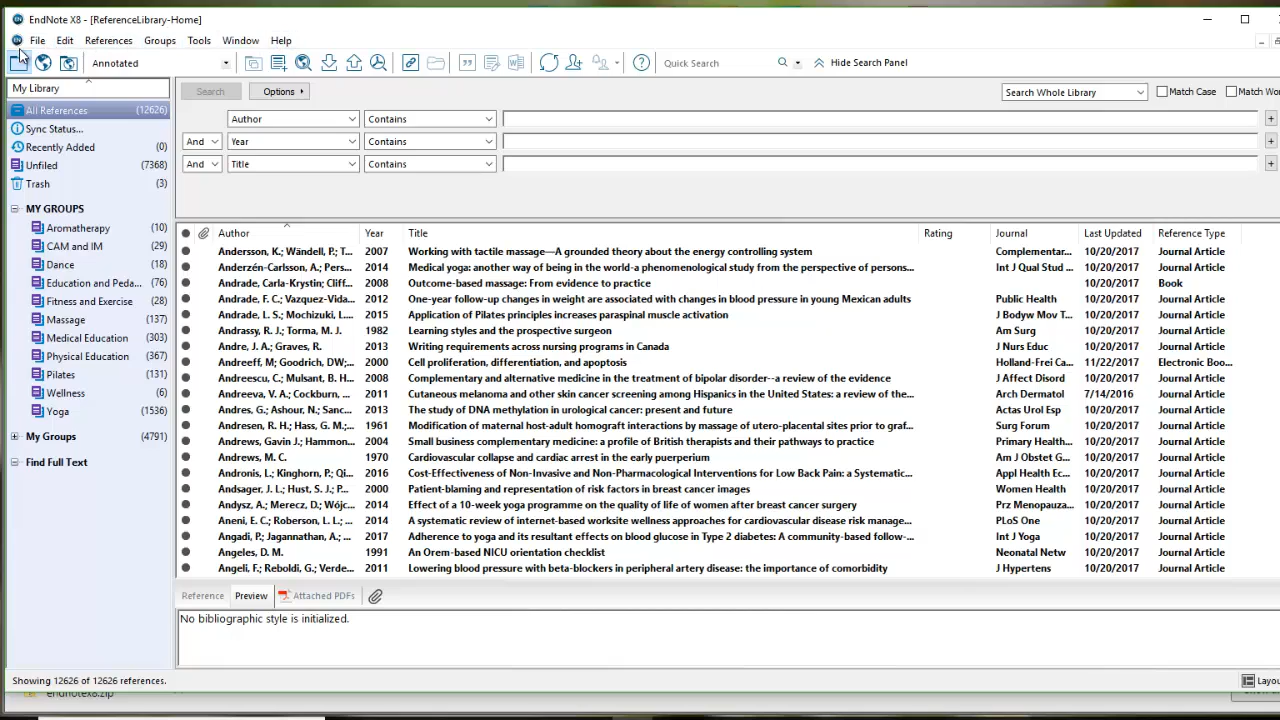 EndNote X8 - [ReferenceLibrary-Home]
File Edit References Groups Tools Window Help
Annotated Quick Search Hide Search Panel
My Library
All References (12626)
Sync Status...
Recently Added (0)
Unfiled (7368)
Trash (3)
MY GROUPS
Aromatherapy (10)
CAM and IM (29)
Dance (18)
Education and Peda... (76)
Fitness and Exercise (28)
Massage (137)
Medical Education (303)
Physical Education (367)
Pilates (131)
Wellness (6)
Yoga (1536)
My Groups (4791)
Find Full Text
Search Options Search Whole Library Match Case Match Wo
Author Contains
And Year Contains
And Title Contains
Author Year Title Rating Journal Last Updated Reference Type
Andersson, K.; Wändell, P.; T... 2007 Working with tactile massage—A grounded theory about the energy controlling system Complementar... 10/20/2017 Journal Article
Anderzén-Carlsson, A.; Pers... 2014 Medical yoga: another way of being in the world-a phenomenological study from the perspective of persons... Int J Qual Stud ... 10/20/2017 Journal Article
Andrade, Carla-Krystin; Cliff... 2008 Outcome-based massage: From evidence to practice 10/20/2017 Book
Andrade, F. C.; Vazquez-Vida... 2012 One-year follow-up changes in weight are associated with changes in blood pressure in young Mexican adults Public Health 10/20/2017 Journal Article
Andrade, L. S.; Mochizuki, L.... 2015 Application of Pilates principles increases paraspinal muscle activation J Bodyw Mov T... 10/20/2017 Journal Article
Andrassy, R. J.; Torma, M. J. 1982 Learning styles and the prospective surgeon Am Surg 10/20/2017 Journal Article
Andre, J. A.; Graves, R. 2013 Writing requirements across nursing programs in Canada J Nurs Educ 10/20/2017 Journal Article
Andreeff, M; Goodrich, DW;... 2000 Cell proliferation, differentiation, and apoptosis Holland-Frei Ca... 11/22/2017 Electronic Boo...
Andreescu, C.; Mulsant, B. H... 2008 Complementary and alternative medicine in the treatment of bipolar disorder--a review of the evidence J Affect Disord 10/20/2017 Journal Article
Andreeva, V. A.; Cockburn, ... 2011 Cutaneous melanoma and other skin cancer screening among Hispanics in the United States: a review of the... Arch Dermatol 7/14/2016 Journal Article
Andres, G.; Ashour, N.; Sanc... 2013 The study of DNA methylation in urological cancer: present and future Actas Urol Esp 10/20/2017 Journal Article
Andresen, R. H.; Hass, G. M.;... 1961 Modification of maternal host-adult homograft interactions by massage of utero-placental sites prior to graf... Surg Forum 10/20/2017 Journal Article
Andrews, Gavin J.; Hammon... 2004 Small business complementary medicine: a profile of British therapists and their pathways to practice Primary Health... 10/20/2017 Journal Article
Andrews, M. C. 1970 Cardiovascular collapse and cardiac arrest in the early puerperium Am J Obstet G... 10/20/2017 Journal Article
Andronis, L.; Kinghorn, P.; Qi... 2016 Cost-Effectiveness of Non-Invasive and Non-Pharmacological Interventions for Low Back Pain: a Systematic... Appl Health Ec... 10/20/2017 Journal Article
Andsager, J. L.; Hust, S. J.; P... 2000 Patient-blaming and representation of risk factors in breast cancer images Women Health 10/20/2017 Journal Article
Andysz, A.; Merecz, D.; Wójc... 2014 Effect of a 10-week yoga programme on the quality of life of women after breast cancer surgery Prz Menopauza... 10/20/2017 Journal Article
Aneni, E. C.; Roberson, L. L.; ... 2014 A systematic review of internet-based worksite wellness approaches for cardiovascular disease risk manage... PLoS One 10/20/2017 Journal Article
Angadi, P.; Jagannathan, A.;... 2017 Adherence to yoga and its resultant effects on blood glucose in Type 2 diabetes: A community-based follow-... Int J Yoga 10/20/2017 Journal Article
Angeles, D. M. 1991 An Orem-based NICU orientation checklist Neonatal Netw 10/20/2017 Journal Article
Angeli, F.; Reboldi, G.; Verde... 2011 Lowering blood pressure with beta-blockers in peripheral artery disease: the importance of comorbidity J Hypertens 10/20/2017 Journal Article
Reference Preview Attached PDFs
No bibliographic style is initialized.
Showing 12626 of 12626 references. Layou
endnotex8.zip